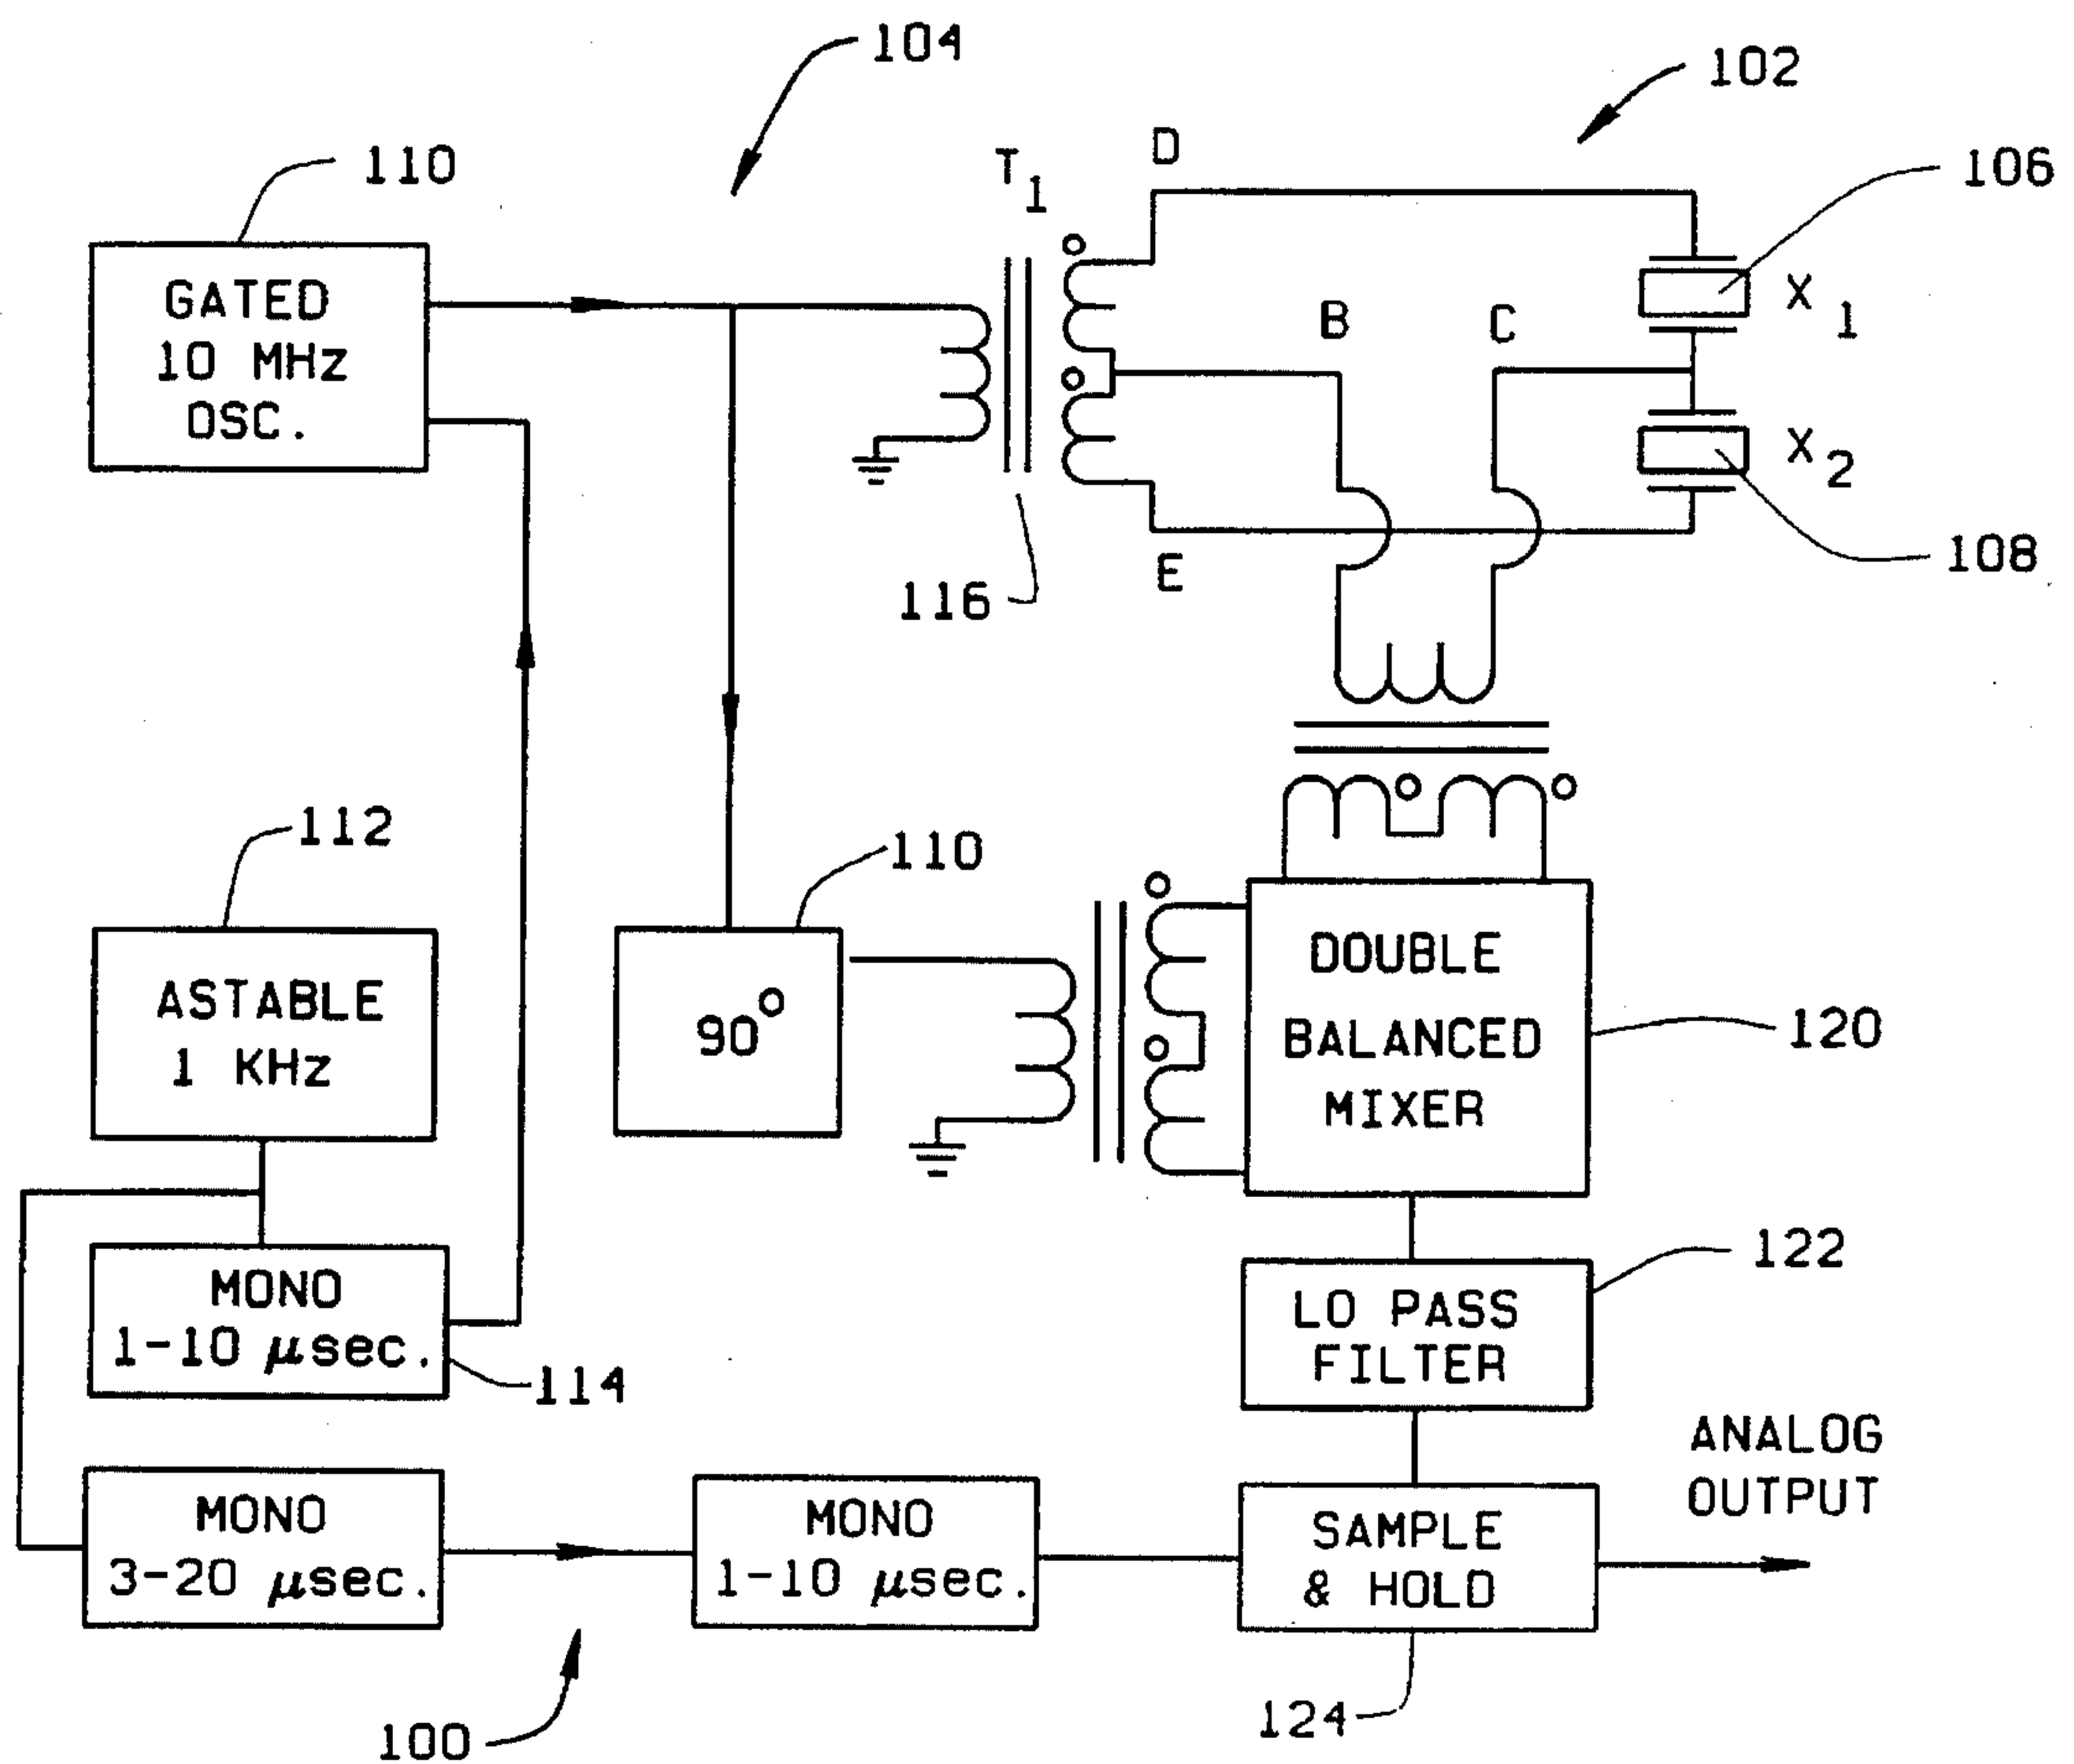 104
102
110
T1
D
106
GATED
10 MHz
OSC.
B
C
X1
X2
116
E
108
112
110
ASTABLE
1 KHz
90°
DOUBLE
BALANCED
MIXER
120
MONO
1-10 μsec.
114
LO PASS
FILTER
122
MONO
3-20 μsec.
MONO
1-10 μsec.
SAMPLE
& HOLD
ANALOG
OUTPUT
100
124